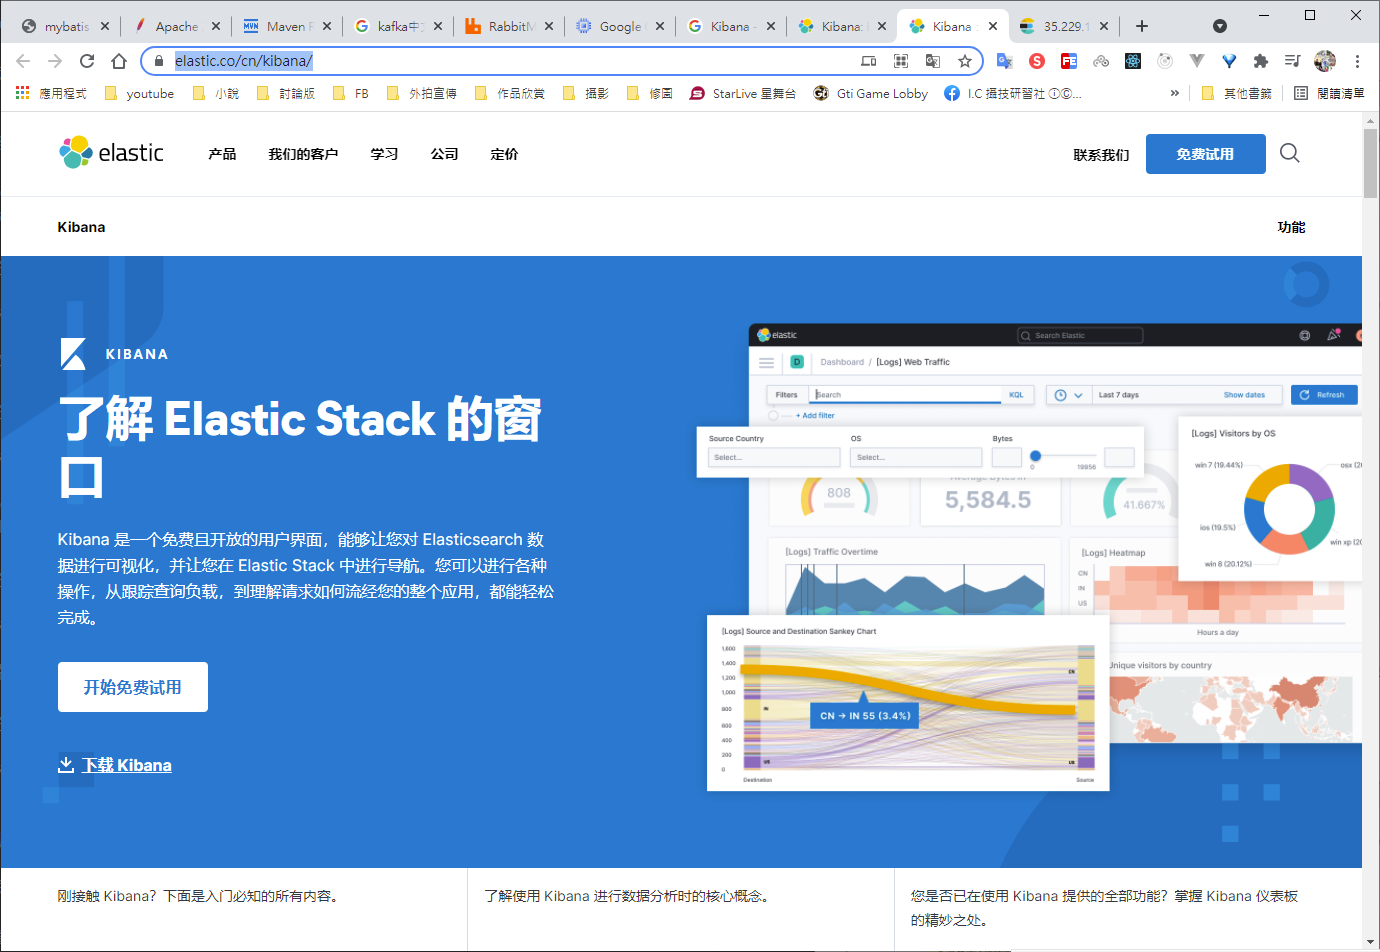 mybatis
Apache
Maven R
kafka中文
RabbitM
Google
Kibana -
Kibana:
Kibana
35.229.1
elastic.co/cn/kibana/
應用程式
youtube
小說
討論版
FB
外拍宣傳
作品欣賞
攝影
修圖
StarLive 星舞台
Gti Game Lobby
I.C 攝技研習社 ①©...
»
其他書籤
閱讀清單
elastic
产品
我们的客户
学习
公司
定价
联系我们
免费试用
Kibana
功能
KIBANA
了解 Elastic Stack 的窗
口
Kibana 是一个免费且开放的用户界面，能够让您对 Elasticsearch 数
据进行可视化，并让您在 Elastic Stack 中进行导航。您可以进行各种
操作，从跟踪查询负载，到理解请求如何流经您的整个应用，都能轻松
完成。
开始免费试用
下载 Kibana
elastic
Search Elastic
D
Dashboard / [Logs] Web Traffic
Filters
Search
KQL
Last 7 days
Show dates
Refresh
+ Add filter
Source Country
OS
Bytes
Select...
Select...
0
19956
808
Average Bytes In
5,584.5
41.667%
[Logs] Visitors by OS
win 7 (19.44%)
osx (20
ios (19.5%)
win xp (20
win 8 (20.12%)
[Logs] Traffic Overtime
[Logs] Heatmap
CN
IN
US
Hours a day
[Logs] Source and Destination Sankey Chart
1,600
1,400
1,200
1,000
800
600
400
200
0
CN
IN
CN → IN 55 (3.4%)
US
US
Destination
Source
Unique visitors by country
刚接触 Kibana？下面是入门必知的所有内容。
了解使用 Kibana 进行数据分析时的核心概念。
您是否已在使用 Kibana 提供的全部功能？掌握 Kibana 仪表板
的精妙之处。